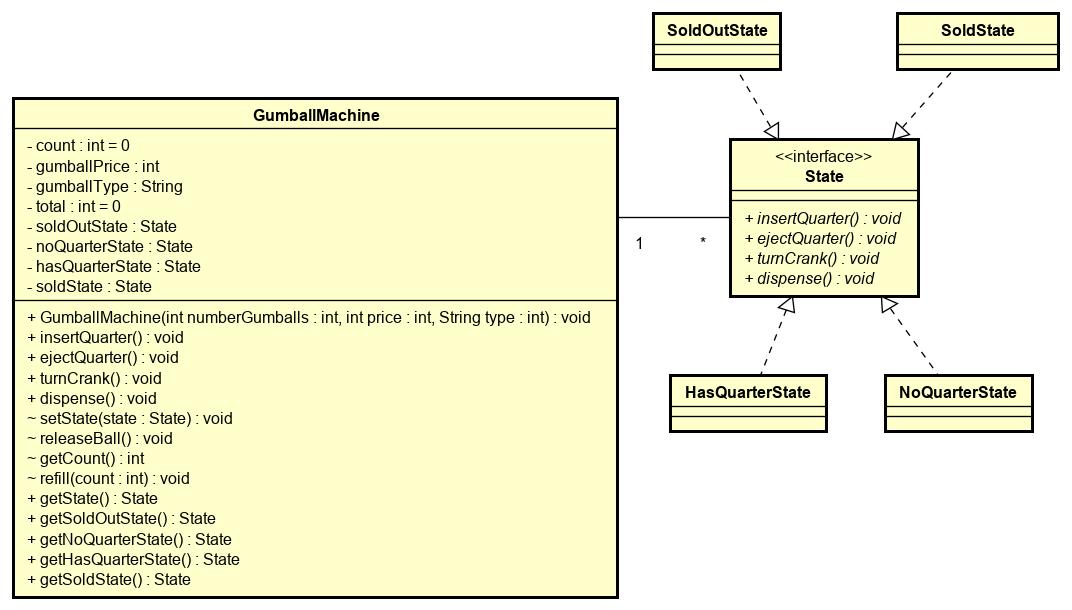 SoldOutState
SoldState
GumballMachine
- count : int = 0
- gumballPrice : int
- gumballType : String
- total : int = 0
- soldOutState : State
- noQuarterState : State
- hasQuarterState : State
- soldState : State
+ GumballMachine(int numberGumballs : int, int price : int, String type : int) : void
+ insertQuarter() : void
+ ejectQuarter() : void
+ turnCrank() : void
+ dispense() : void
~ setState(state : State) : void
~ releaseBall() : void
~ getCount() : int
~ refill(count : int) : void
+ getState() : State
+ getSoldOutState() : State
+ getNoQuarterState() : State
+ getHasQuarterState() : State
+ getSoldState() : State
1
*
<<interface>>
State
+ insertQuarter() : void
+ ejectQuarter() : void
+ turnCrank() : void
+ dispense() : void
HasQuarterState
NoQuarterState